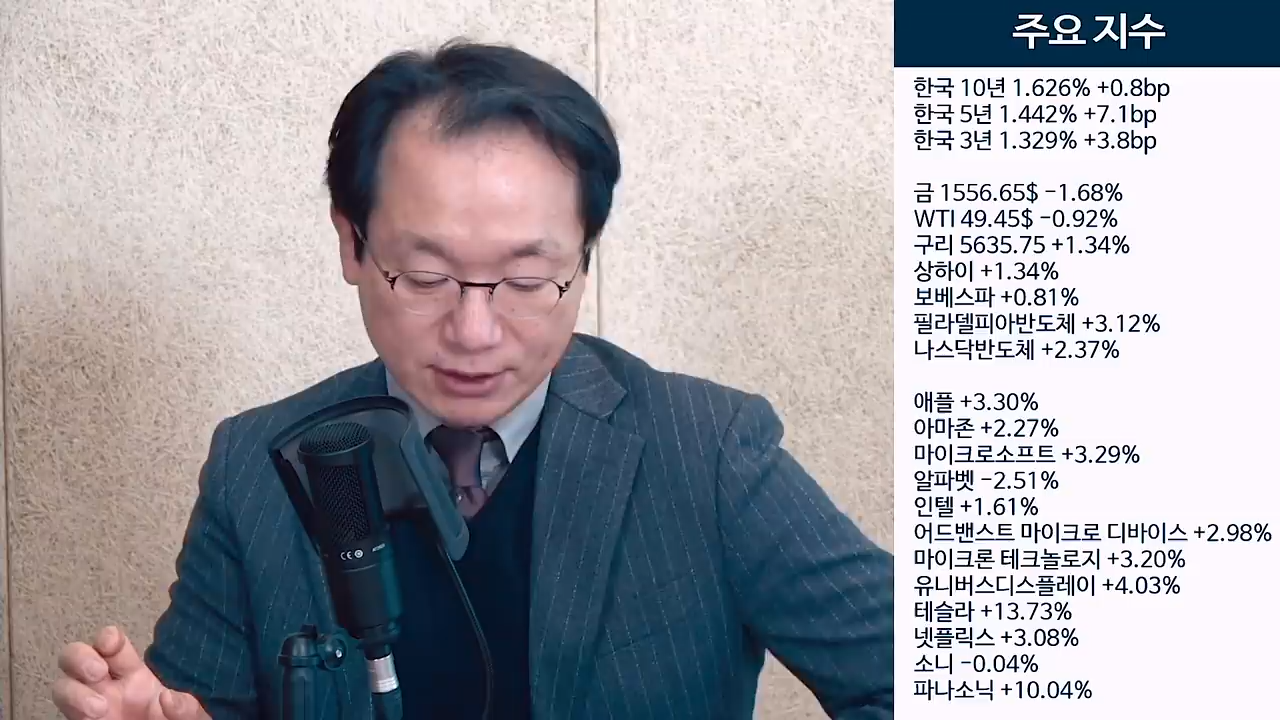 주요 지수
한국 10년 1.626% +0.8bp
한국 5년 1.442% +7.1bp
한국 3년 1.329% +3.8bp
금 1556.65$ -1.68%
WTI 49.45$ -0.92%
구리 5635.75 +1.34%
상하이 +1.34%
보베스파 +0.81%
필라델피아반도체 +3.12%
나스닥반도체 +2.37%
애플 +3.30%
아마존 +2.27%
마이크로소프트 +3.29%
알파벳 -2.51%
인텔 +1.61%
어드밴스트 마이크로 디바이스 +2.98%
마이크론 테크놀로지 +3.20%
유니버스디스플레이 +4.03%
테슬라 +13.73%
넷플릭스 +3.08%
소니 -0.04%
파나소닉 +10.04%
CE